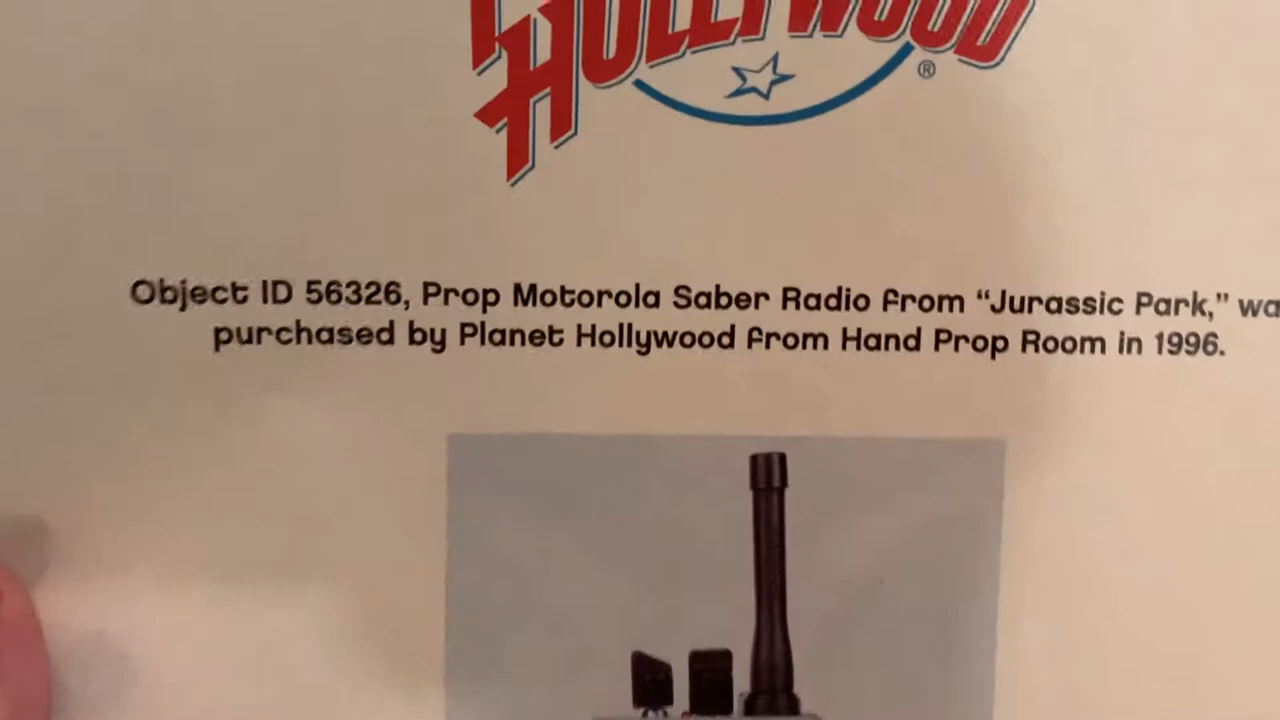 HOLLYWOOD
®
Object ID 56326, Prop Motorola Saber Radio from “Jurassic Park,” wa
purchased by Planet Hollywood from Hand Prop Room in 1996.